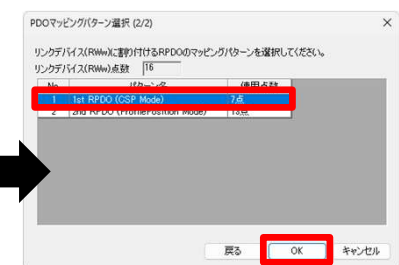 PDOマッピングパターン選択 (2/2)
リンクデバイス(RWw)に割り付けるRPDOのマッピングパターンを選択してください。
リンクデバイス(RWw)点数 16
No. パターン名 使用点数
1 1st RPDO (CSP Mode) 7点
2 2nd RPDO (ProfilePosition Mode) 13点
戻る OK キャンセル